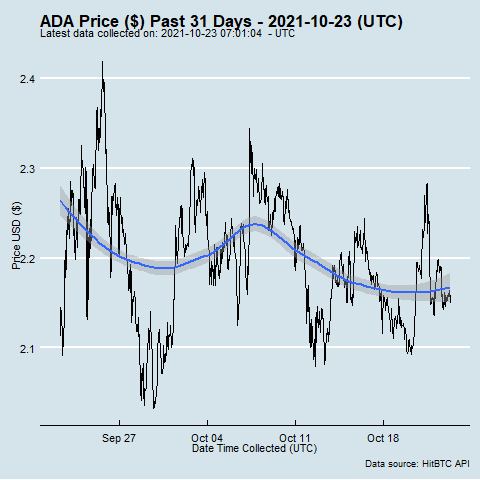 ADA Price ($) Past 31 Days - 2021-10-23 (UTC)
Latest data collected on: 2021-10-23 07:01:04  - UTC
2.4
2.3
2.2
2.1
Price USD ($)
Sep 27
Oct 04
Oct 11
Oct 18
Date Time Collected (UTC)
Data source: HitBTC API